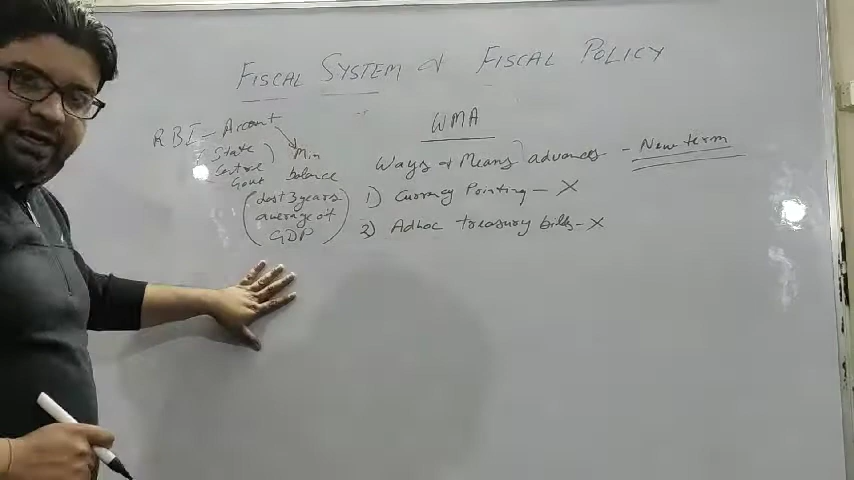 FISCAL SYSTEM & FISCAL POLICY
RBI - Account
State
Central
Govt
Min
balance
(last 3 years
average of
GDP)
WMA
Ways & Means advances - New term
1) Currency Printing - X
2) Adhoc treasury bills - X